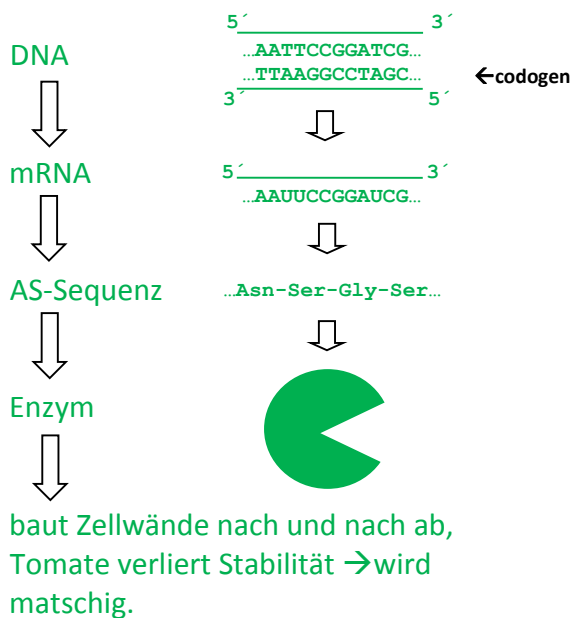 5´ 3´
DNA …AATTCCGGATCG…
…TTAAGGCCTAGC… ←codogen
3´ 5´
mRNA 5´ 3´
…AAUUCCGGAUCG…
AS-Sequenz …Asn-Ser-Gly-Ser…
Enzym
baut Zellwände nach und nach ab,
Tomate verliert Stabilität →wird
matschig.